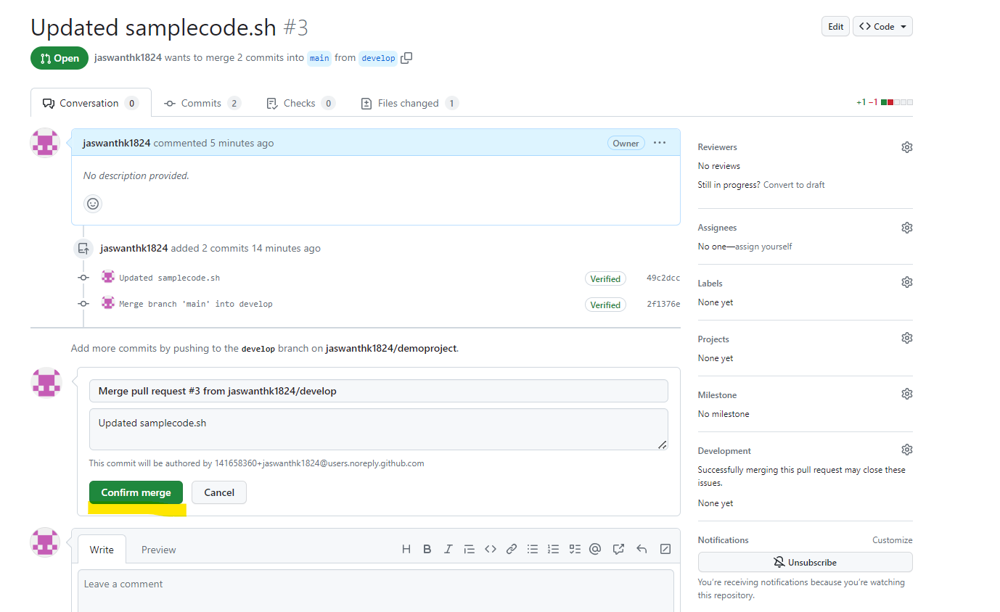 Updated samplecode.sh #3
Edit
Code
Open
jaswanthk1824 wants to merge 2 commits into main from develop
Conversation 0
Commits 2
Checks 0
Files changed 1
+1 −1
jaswanthk1824 commented 5 minutes ago
Owner
No description provided.
jaswanthk1824 added 2 commits 14 minutes ago
Updated samplecode.sh
Verified
49c2dcc
Merge branch 'main' into develop
Verified
2f1376e
Add more commits by pushing to the develop branch on jaswanthk1824/demoproject.
Merge pull request #3 from jaswanthk1824/develop
Updated samplecode.sh
This commit will be authored by 141658360+jaswanthk1824@users.noreply.github.com
Confirm merge
Cancel
Write
Preview
Leave a comment
Reviewers
No reviews
Still in progress? Convert to draft
Assignees
No one—assign yourself
Labels
None yet
Projects
None yet
Milestone
No milestone
Development
Successfully merging this pull request may close these
issues.
None yet
Notifications
Customize
Unsubscribe
You're receiving notifications because you're watching
this repository.